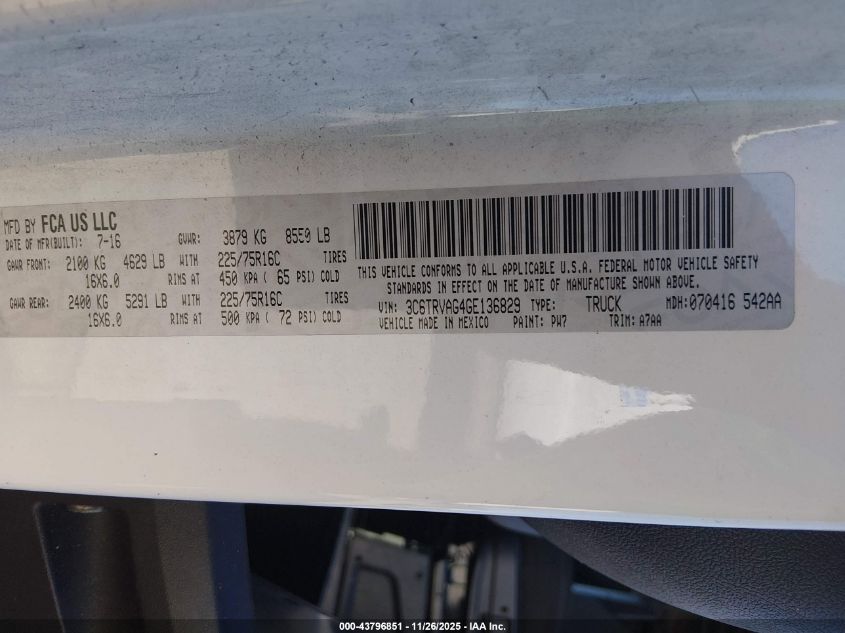 MFD BY FCA US LLC
DATE OF MFR(BUILT): 7-16 GVWR: 3879 KG 8550 LB
GAWR FRONT: 2100 KG 4629 LB WITH 225/75R16C TIRES
16X6.0 RIMS AT 450 KPA ( 65 PSI) COLD
GAWR REAR: 2400 KG 5291 LB WITH 225/75R16C TIRES
16X6.0 RIMS AT 500 KPA ( 72 PSI) COLD
THIS VEHICLE CONFORMS TO ALL APPLICABLE U.S.A. FEDERAL MOTOR VEHICLE SAFETY
STANDARDS IN EFFECT ON THE DATE OF MANUFACTURE SHOWN ABOVE.
VIN: 3C6TRVAG4GE136829 TYPE: TRUCK MDH: 070416 542AA
VEHICLE MADE IN MEXICO PAINT: PW7 TRIM: A7AA
000-43796851 - 11/26/2025 - IAA Inc.